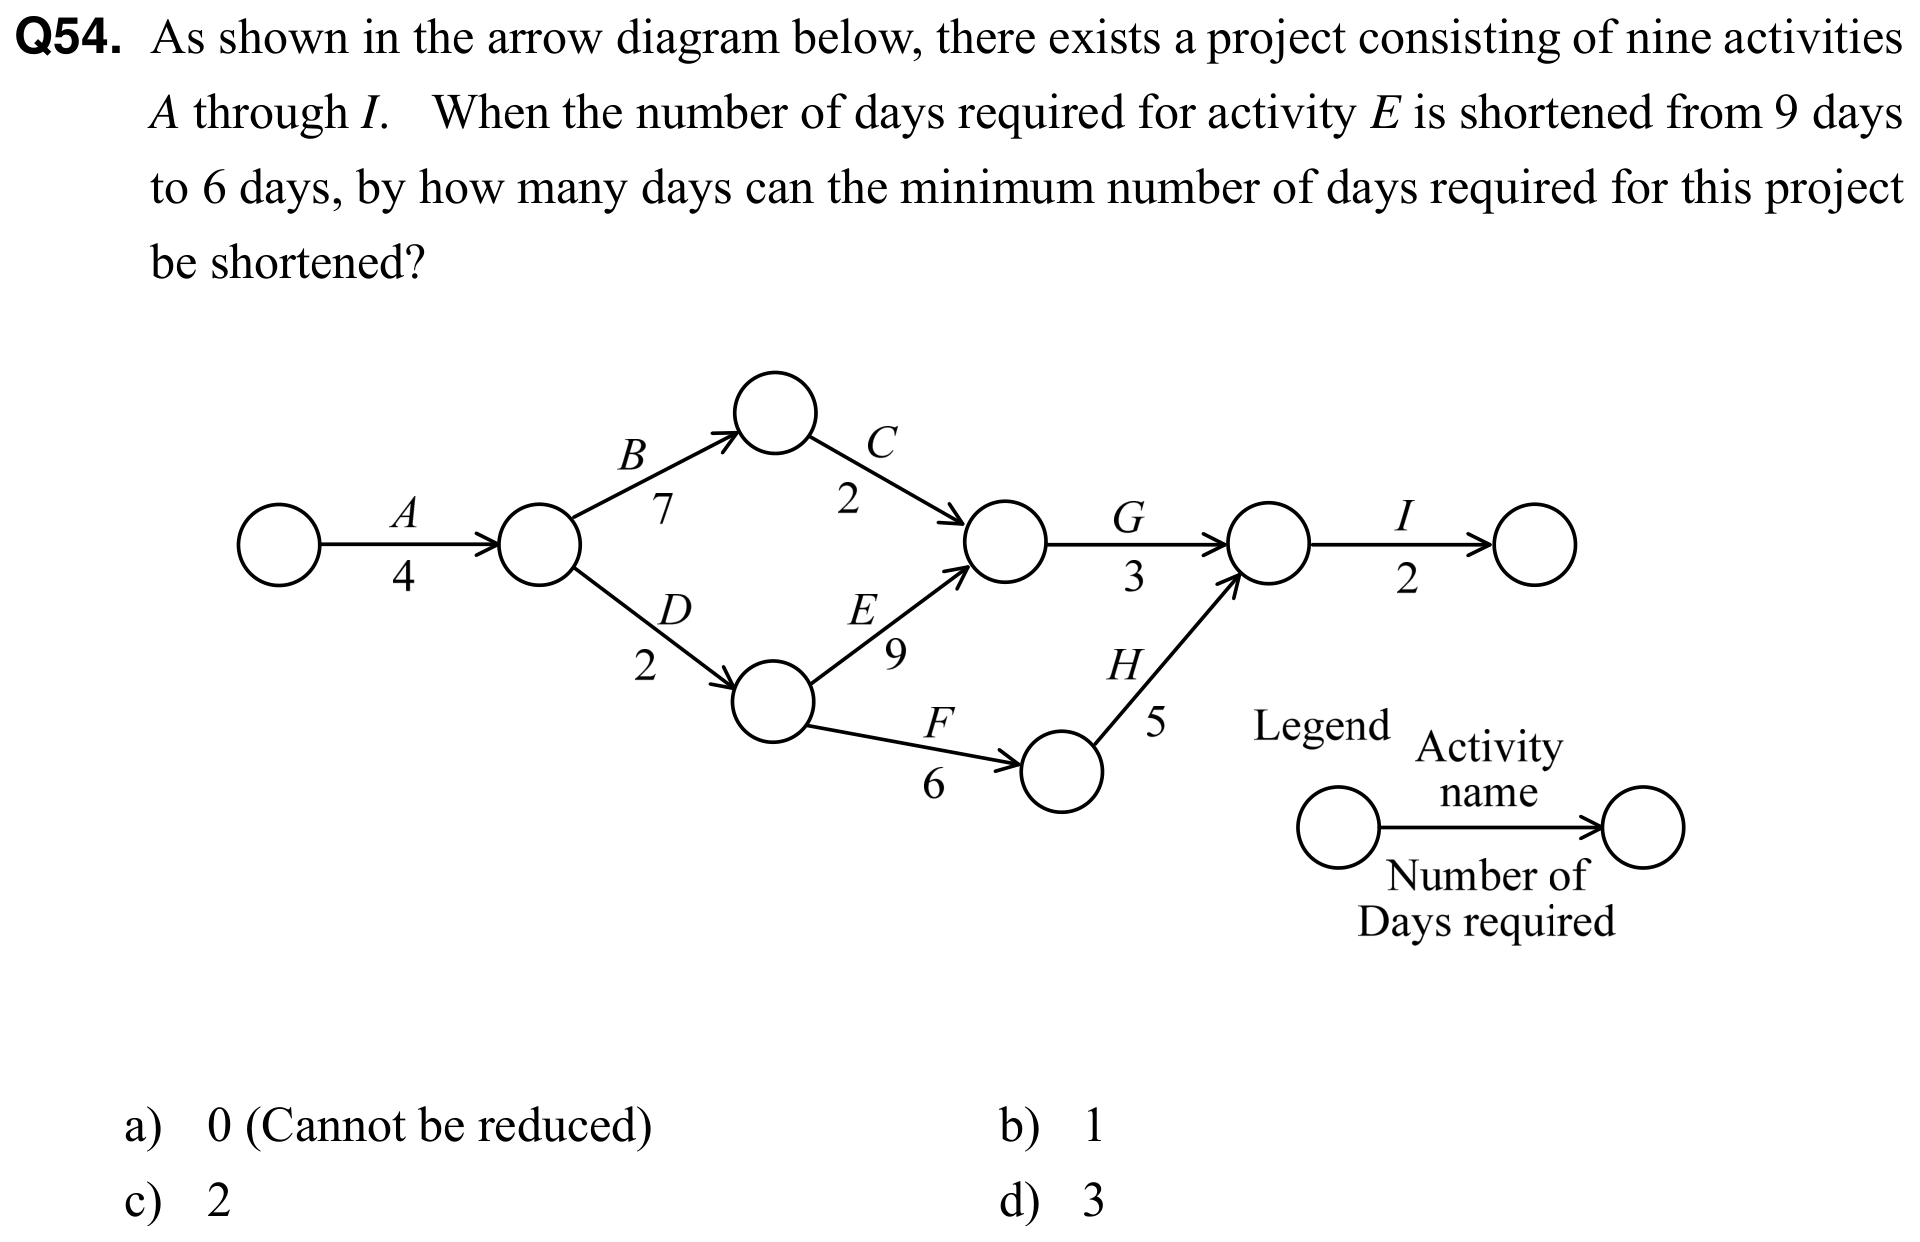 Q54. As shown in the arrow diagram below, there exists a project consisting of nine activities
A through I. When the number of days required for activity E is shortened from 9 days
to 6 days, by how many days can the minimum number of days required for this project
be shortened?
A
4
B
7
C
2
D
2
E
9
F
6
G
3
H
5
I
2
Legend
Activity
name
Number of
Days required
a) 0 (Cannot be reduced)
b) 1
c) 2
d) 3